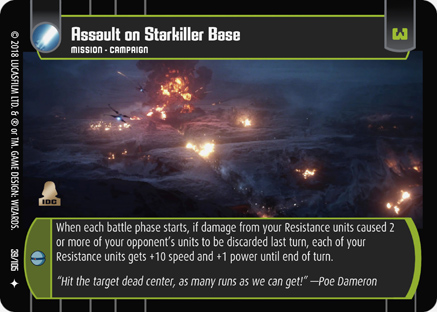 Assault on Starkiller Base
MISSION - CAMPAIGN
3
© 2018 LUCASFILM LTD. & ® or TM. GAME DESIGN: WIZARDS.
IDC
When each battle phase starts, if damage from your Resistance units caused 2
or more of your opponent's units to be discarded last turn, each of your
Resistance units gets +10 speed and +1 power until end of turn.
"Hit the target dead center, as many runs as we can get!" —Poe Dameron